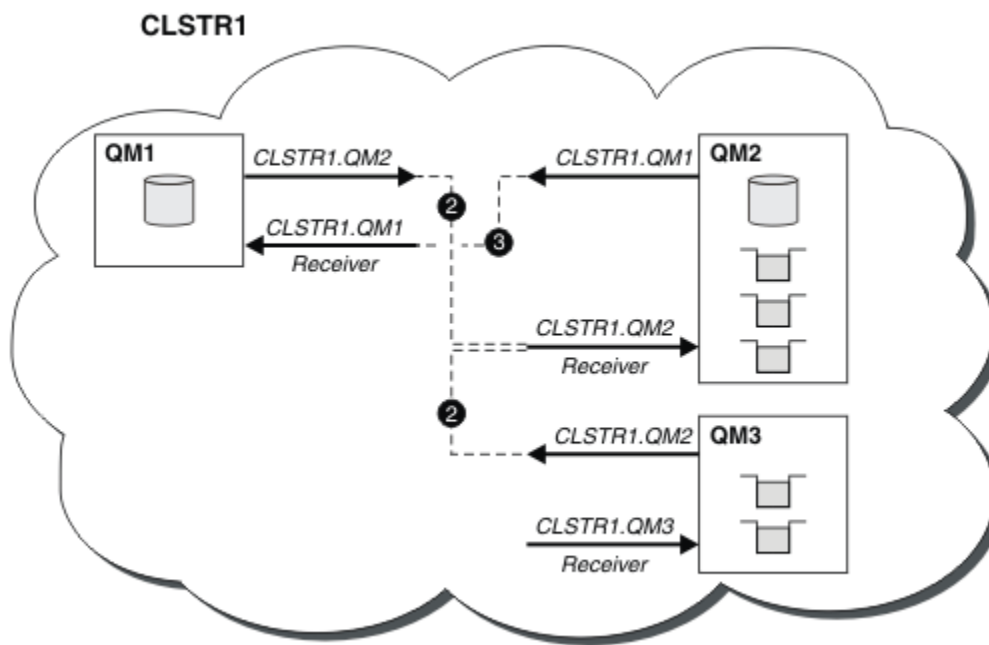 CLSTR1
QM1
CLSTR1.QM2
CLSTR1.QM1
QM2
2
CLSTR1.QM1
3
Receiver
CLSTR1.QM2
Receiver
2
CLSTR1.QM2
QM3
CLSTR1.QM3
Receiver